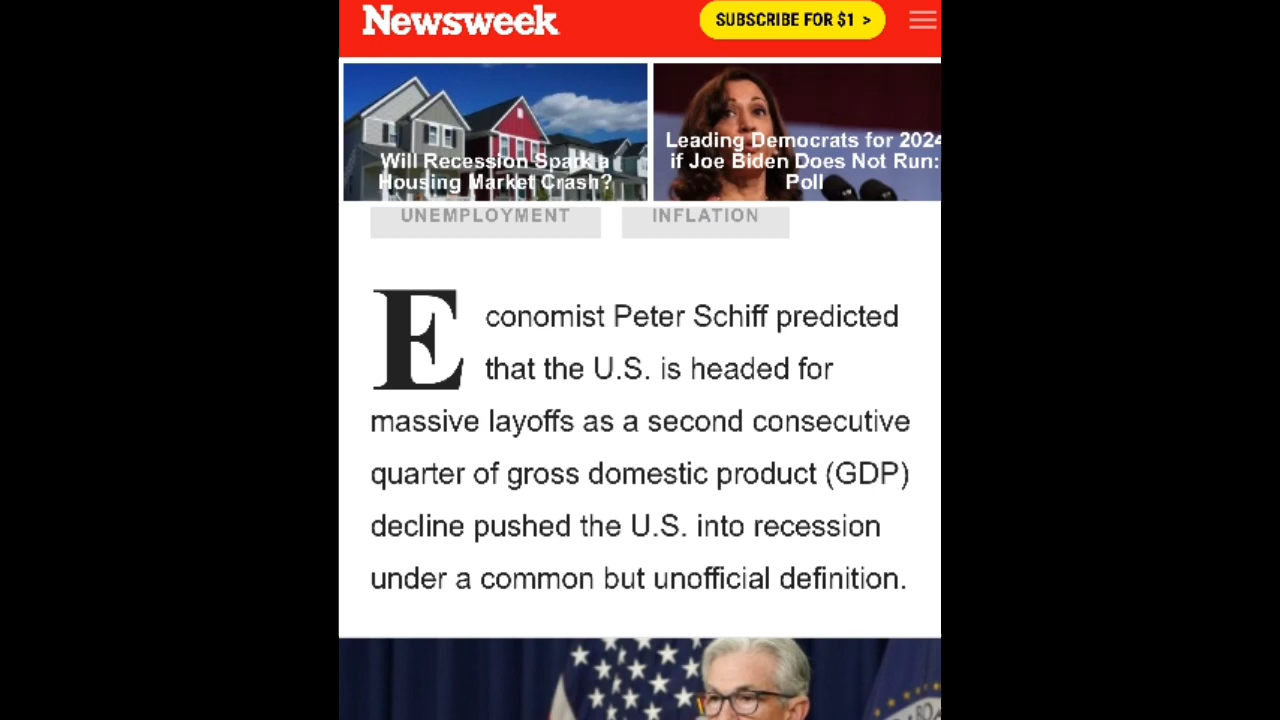 Newsweek
SUBSCRIBE FOR $1 >
Will Recession Spark a
Housing Market Crash?
Leading Democrats for 2024
if Joe Biden Does Not Run:
Poll
UNEMPLOYMENT
INFLATION
Economist Peter Schiff predicted
that the U.S. is headed for
massive layoffs as a second consecutive
quarter of gross domestic product (GDP)
decline pushed the U.S. into recession
under a common but unofficial definition.